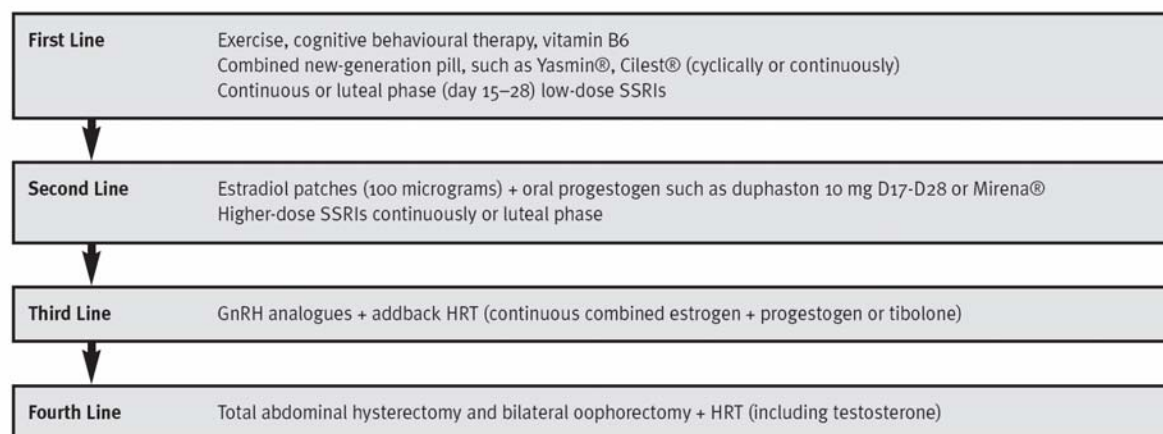 First Line Exercise, cognitive behavioural therapy, vitamin B6
Combined new-generation pill, such as Yasmin®, Cilest® (cyclically or continuously)
Continuous or luteal phase (day 15–28) low-dose SSRIs
Second Line Estradiol patches (100 micrograms) + oral progestogen such as duphaston 10 mg D17-D28 or Mirena®
Higher-dose SSRIs continuously or luteal phase
Third Line GnRH analogues + addback HRT (continuous combined estrogen + progestogen or tibolone)
Fourth Line Total abdominal hysterectomy and bilateral oophorectomy + HRT (including testosterone)